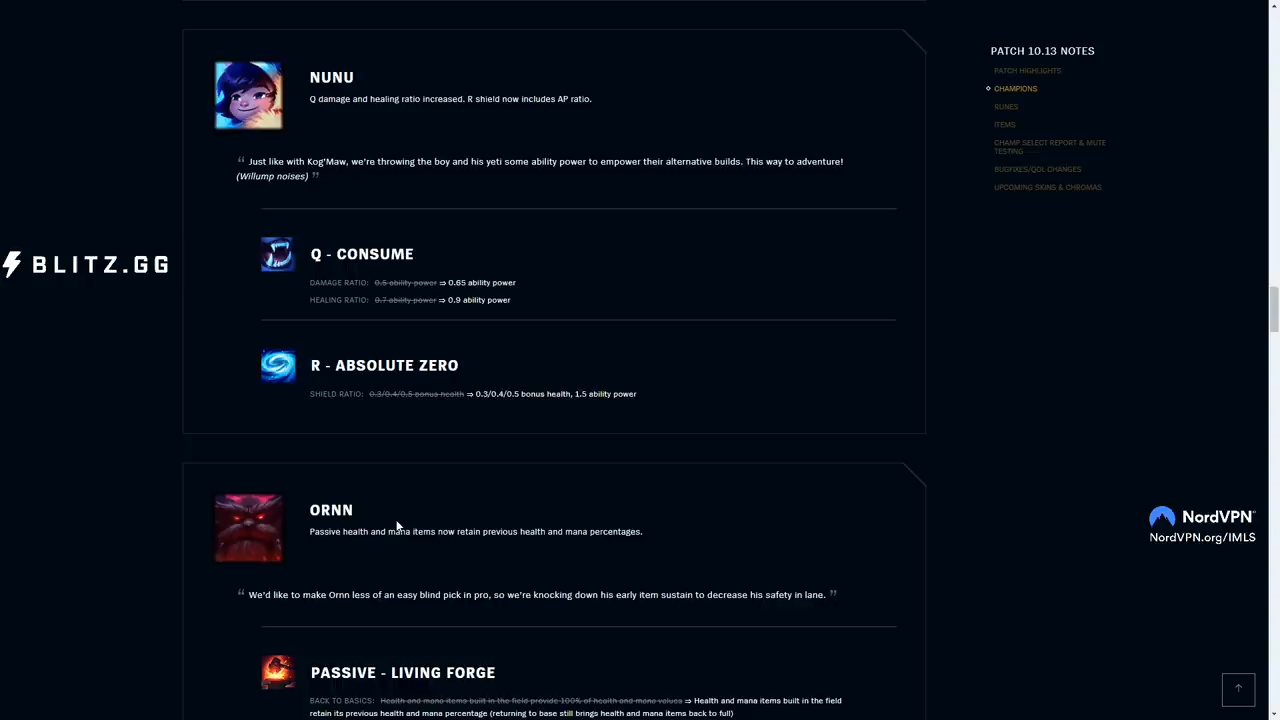 NUNU
Q damage and healing ratio increased. R shield now includes AP ratio.
“ Just like with Kog'Maw, we're throwing the boy and his yeti some ability power to empower their alternative builds. This way to adventure!
(Willump noises) ”
Q - CONSUME
DAMAGE RATIO: 0.5 ability power ⇒ 0.65 ability power
HEALING RATIO: 0.7 ability power ⇒ 0.9 ability power
R - ABSOLUTE ZERO
SHIELD RATIO: 0.3/0.4/0.5 bonus health ⇒ 0.3/0.4/0.5 bonus health, 1.5 ability power
ORNN
Passive health and mana items now retain previous health and mana percentages.
“ We'd like to make Ornn less of an easy blind pick in pro, so we're knocking down his early item sustain to decrease his safety in lane. ”
PASSIVE - LIVING FORGE
BACK TO BASICS: Health and mana items built in the field provide 100% of health and mana values ⇒ Health and mana items built in the field
retain its previous health and mana percentage (returning to base still brings health and mana items back to full)
PATCH 10.13 NOTES
PATCH HIGHLIGHTS
CHAMPIONS
RUNES
ITEMS
CHAMP SELECT REPORT & MUTE
TESTING
BUGFIXES/QOL CHANGES
UPCOMING SKINS & CHROMAS
BLITZ.GG
NordVPN
NordVPN.org/IMLS